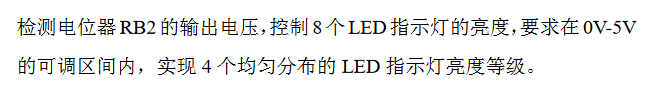 检测电位器 RB2 的输出电压,控制 8 个 LED 指示灯的亮度,要求在 0V-5V
的可调区间内，实现 4 个均匀分布的 LED 指示灯亮度等级。